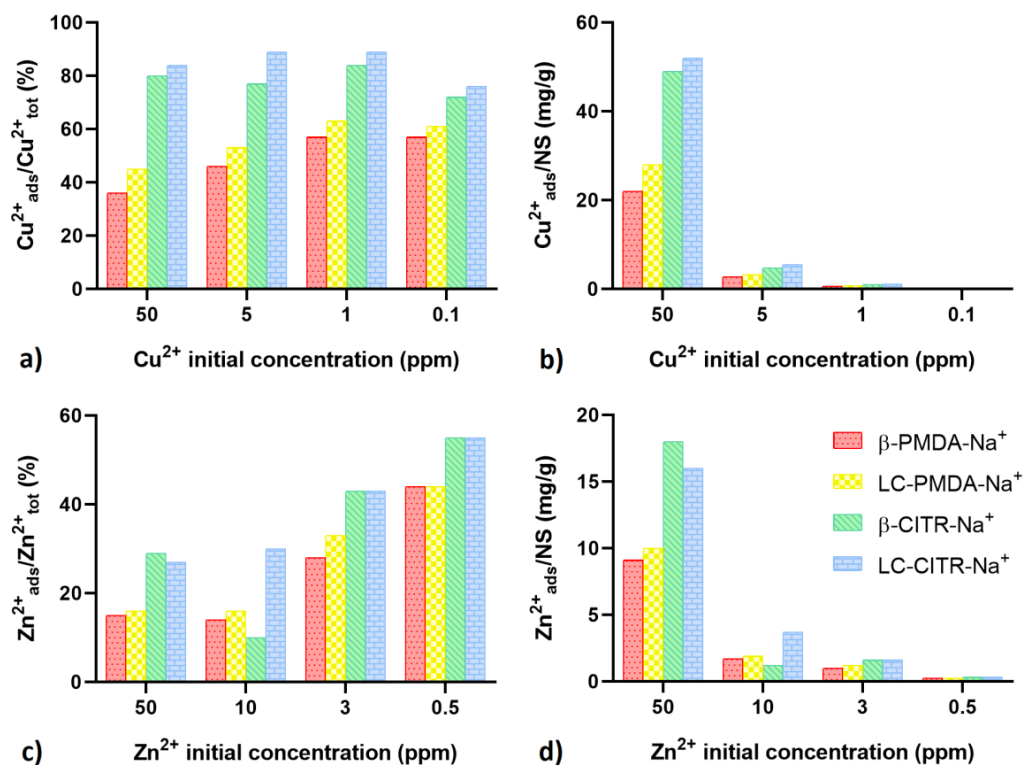 Cu²⁺ads/Cu²⁺tot (%)
100
80
60
40
20
0
50 5 1 0.1
a) Cu²⁺ initial concentration (ppm)
Cu²⁺ads/NS (mg/g)
60
40
20
0
50 5 1 0.1
b) Cu²⁺ initial concentration (ppm)
Zn²⁺ads/Zn²⁺tot (%)
60
40
20
0
50 10 3 0.5
c) Zn²⁺ initial concentration (ppm)
Zn²⁺ads/NS (mg/g)
20
15
10
5
0
β-PMDA-Na⁺
LC-PMDA-Na⁺
β-CITR-Na⁺
LC-CITR-Na⁺
50 10 3 0.5
d) Zn²⁺ initial concentration (ppm)